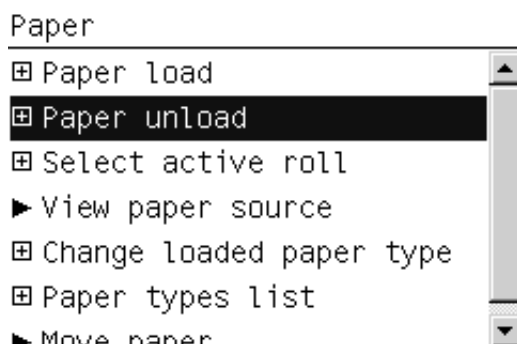 Paper
Paper load
Paper unload
Select active roll
View paper source
Change loaded paper type
Paper types list
Move paper